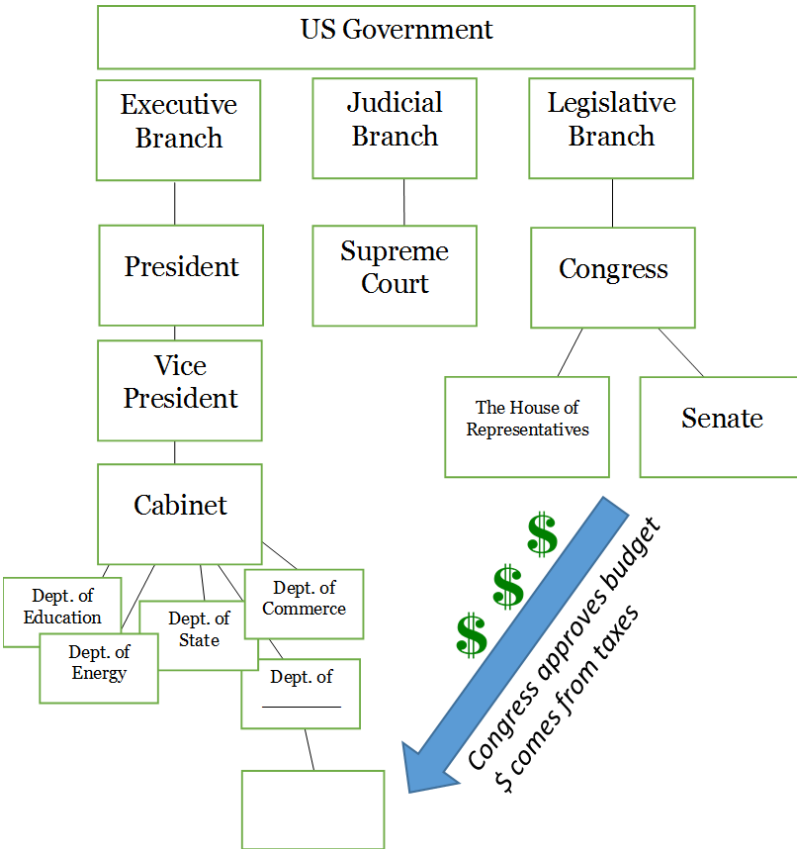 US Government
Executive
Branch
Judicial
Branch
Legislative
Branch
President
Supreme
Court
Congress
Vice
President
The House of
Representatives
Senate
Cabinet
Dept. of
Education
Dept. of
Energy
Dept. of
State
Dept. of
Commerce
Dept. of
$
$
$
Congress approves budget
$ comes from taxes